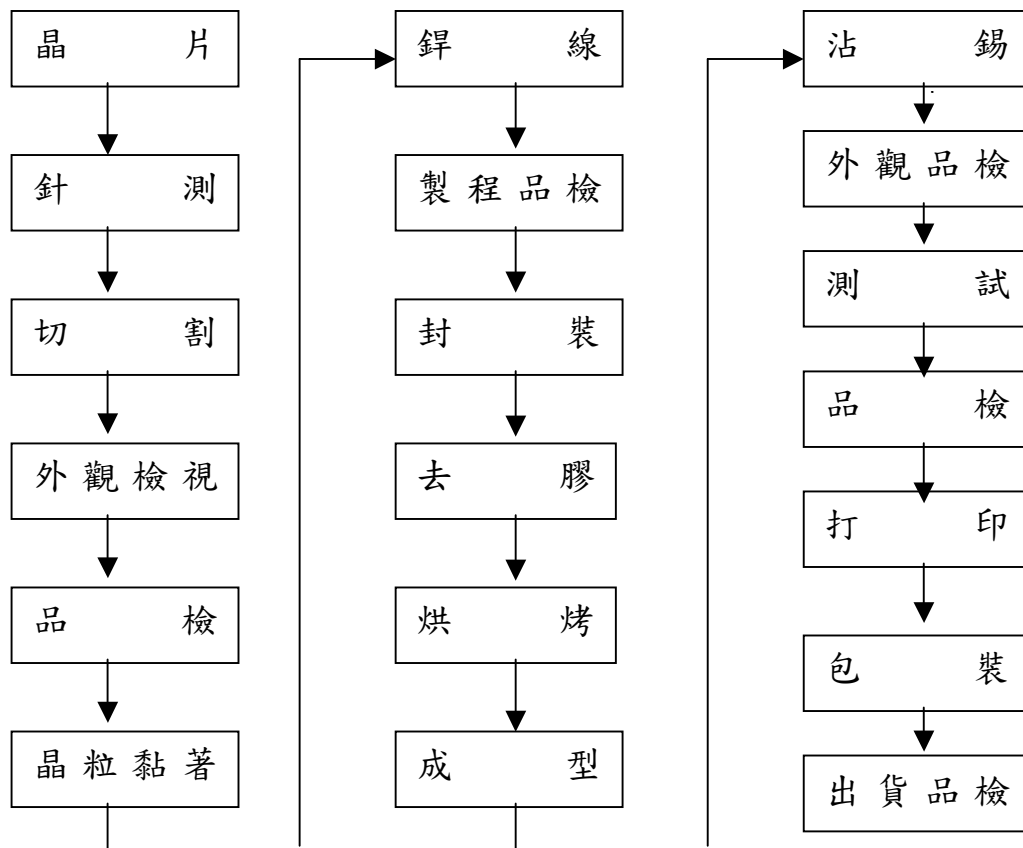 晶片
針測
切割
外觀檢視
品檢
晶粒黏著
銲線
製程品檢
封裝
去膠
烘烤
成型
沾錫
外觀品檢
測試
品檢
打印
包裝
出貨品檢